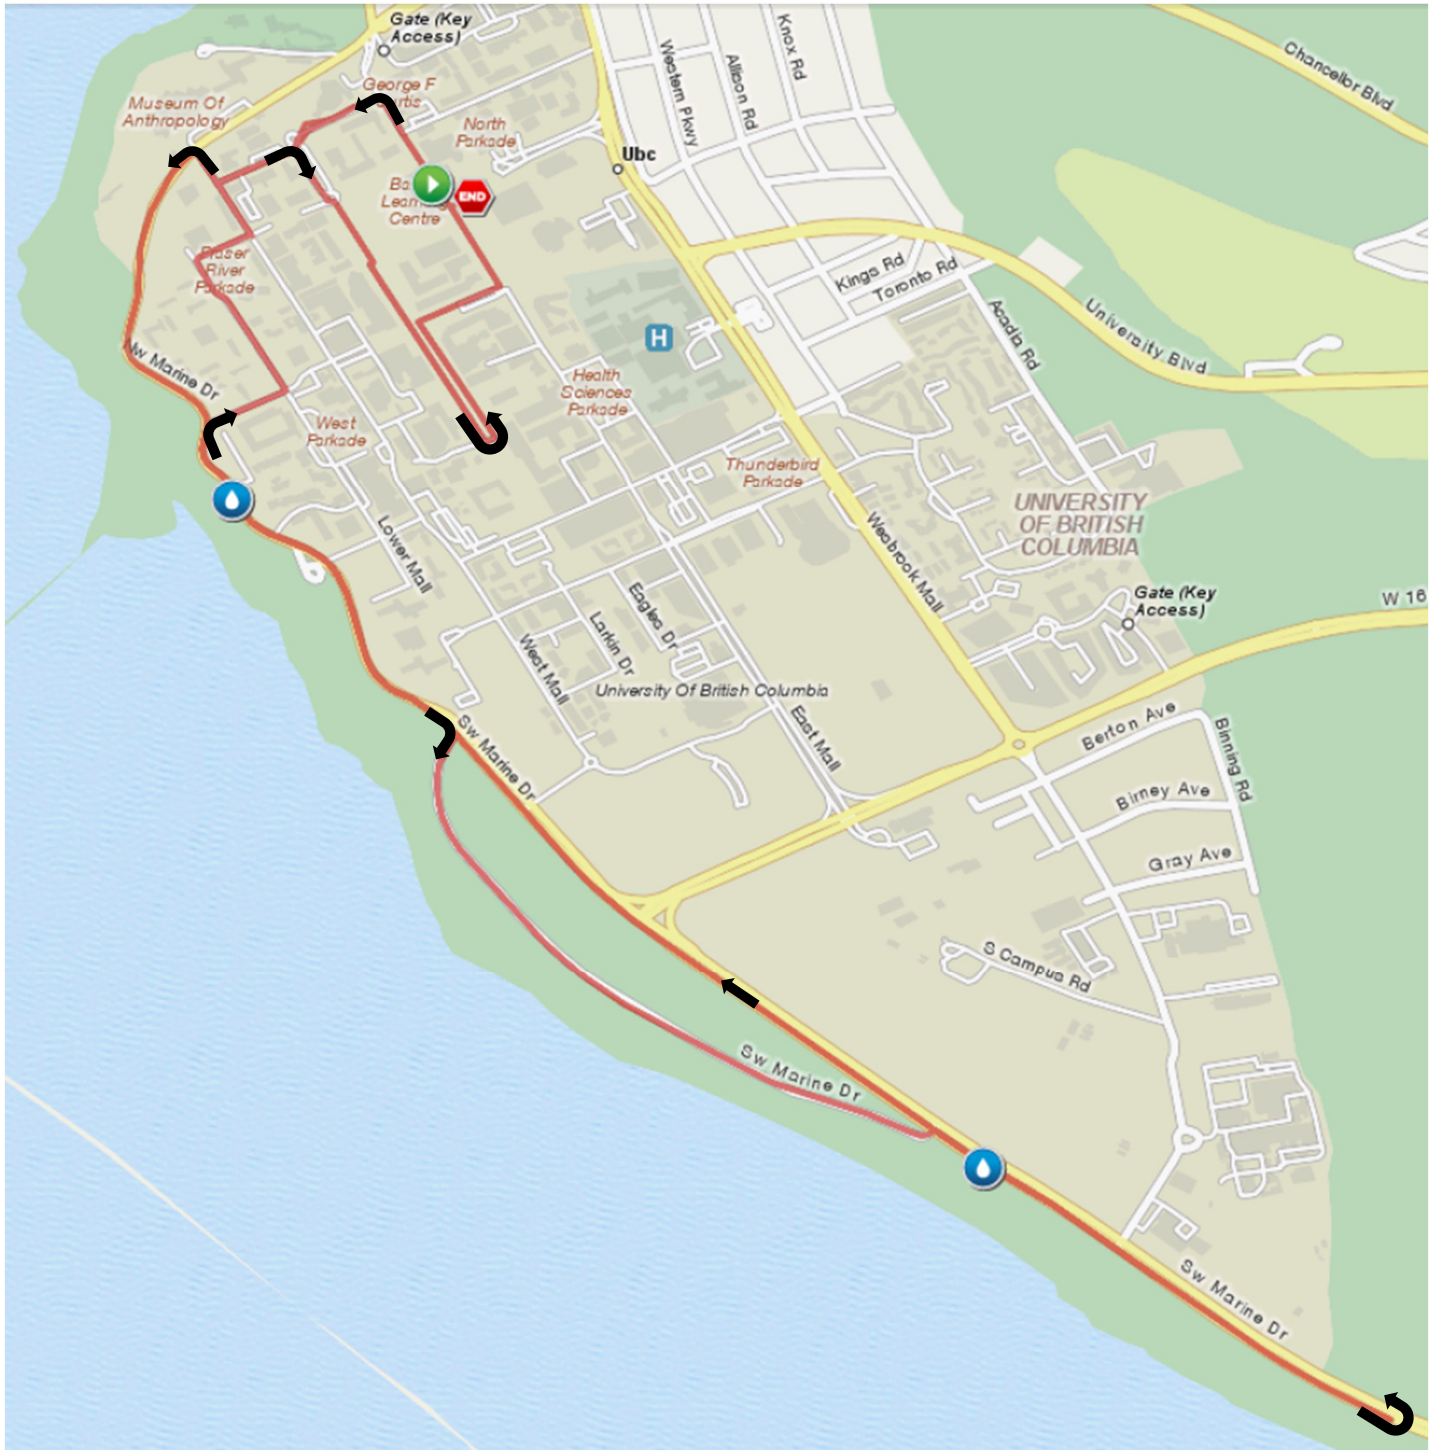 Gate (Key
Access)
Knox Rd
Chancellor Blvd
Western Pkwy
Allison Rd
George F
Museum Of
Anthropology
North
Parkade
Ubc
END
Centre
Kings Rd
Toronto Rd
Acadia Rd
University Blvd
River
Parkade
H
Nw Marine Dr
Health
Sciences
Parkade
West
Parkade
Thunderbird
Parkade
UNIVERSITY
OF BRITISH
COLUMBIA
Wesbrook Mall
Lower Mall
Gate (Key
Access)
W 16
Eagles Dr
Larkin Dr
West Mall
University Of British Columbia
East Mall
Sw Marine Dr
Berton Ave
Binning Rd
Birney Ave
Gray Ave
S Campus Rd
Sw Marine Dr
Sw Marine Dr